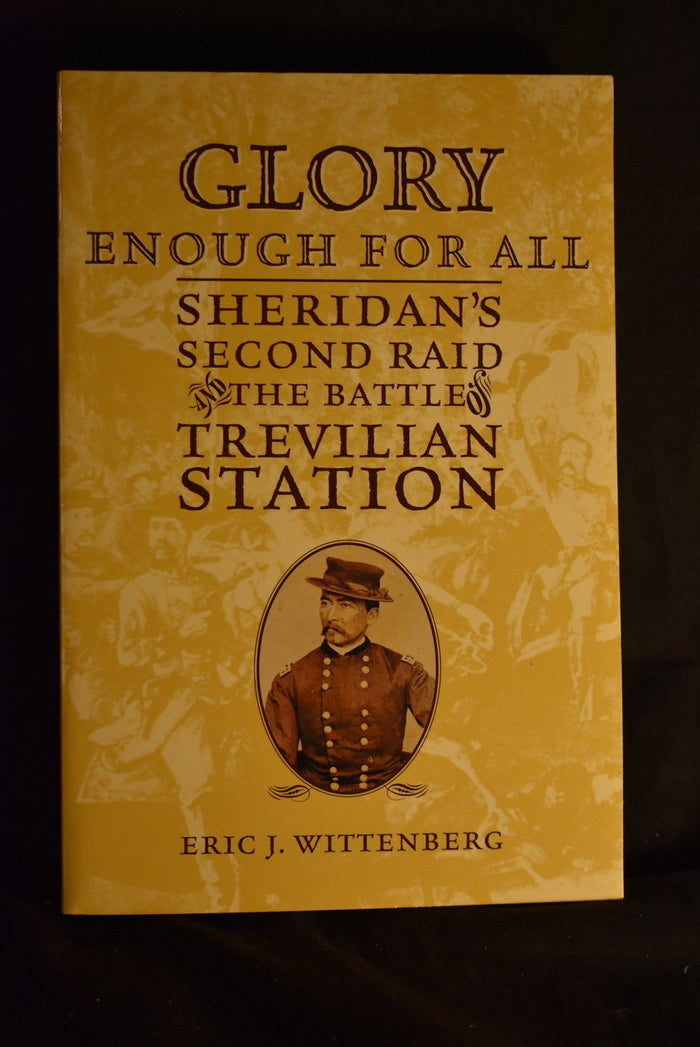 GLORY
ENOUGH FOR ALL
SHERIDAN'S
SECOND RAID
AND THE BATTLE OF
TREVILIAN
STATION
ERIC J. WITTENBERG